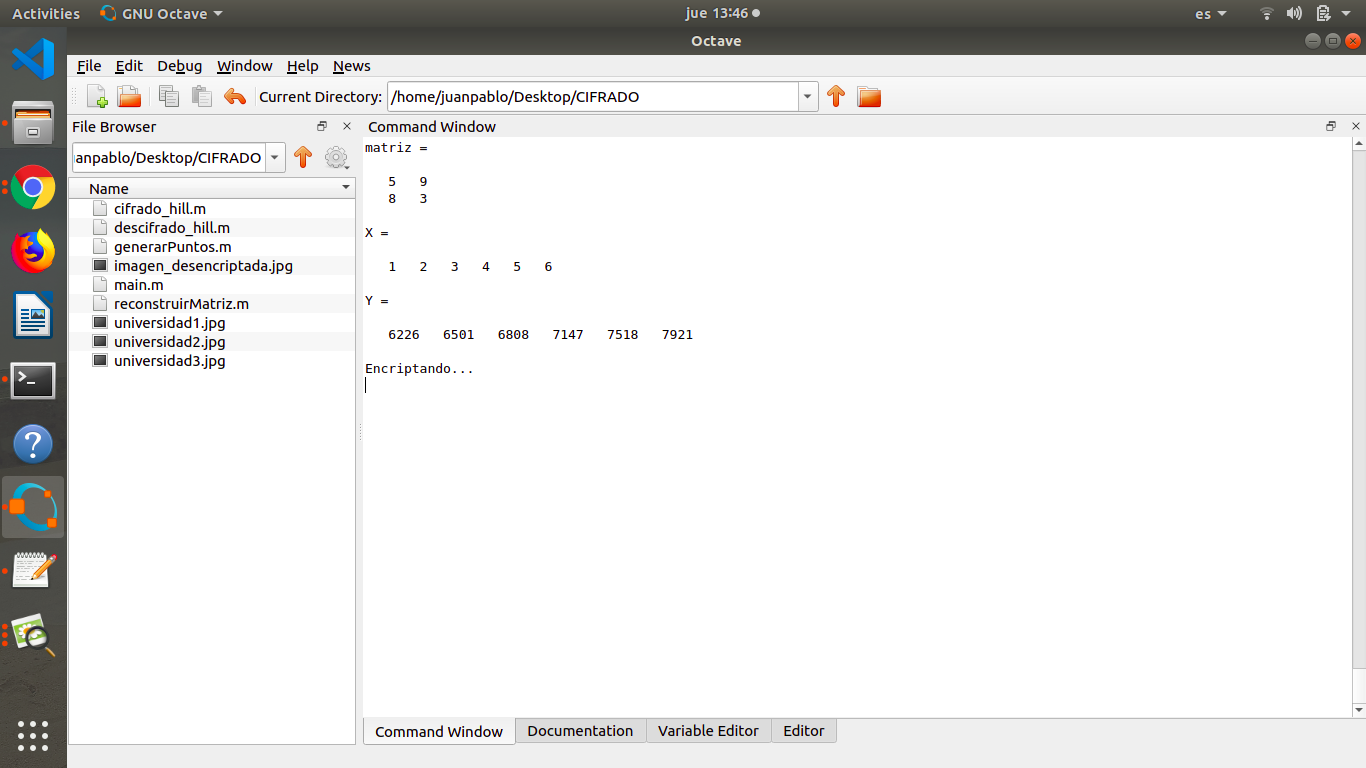 Activities GNU Octave jue 13:46 es
Octave
File Edit Debug Window Help News
Current Directory: /home/juanpablo/Desktop/CIFRADO
File Browser
anpablo/Desktop/CIFRADO
Name
cifrado_hill.m
descifrado_hill.m
generarPuntos.m
imagen_desencriptada.jpg
main.m
reconstruirMatriz.m
universidad1.jpg
universidad2.jpg
universidad3.jpg
Command Window
matriz =
5 9
8 3
X =
1 2 3 4 5 6
Y =
6226 6501 6808 7147 7518 7921
Encriptando...
Command Window Documentation Variable Editor Editor